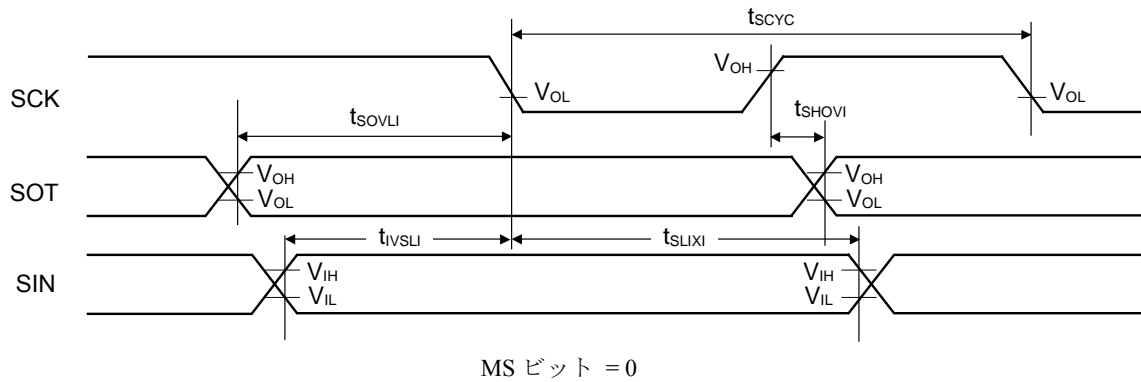 tSCYC
SCK
VOH
VOL
VOL
tSOVLI
tSHOVI
SOT
VOH
VOL
VOH
VOL
tIVSLI
tSLIXI
SIN
VIH
VIL
VIH
VIL
MS ビット = 0